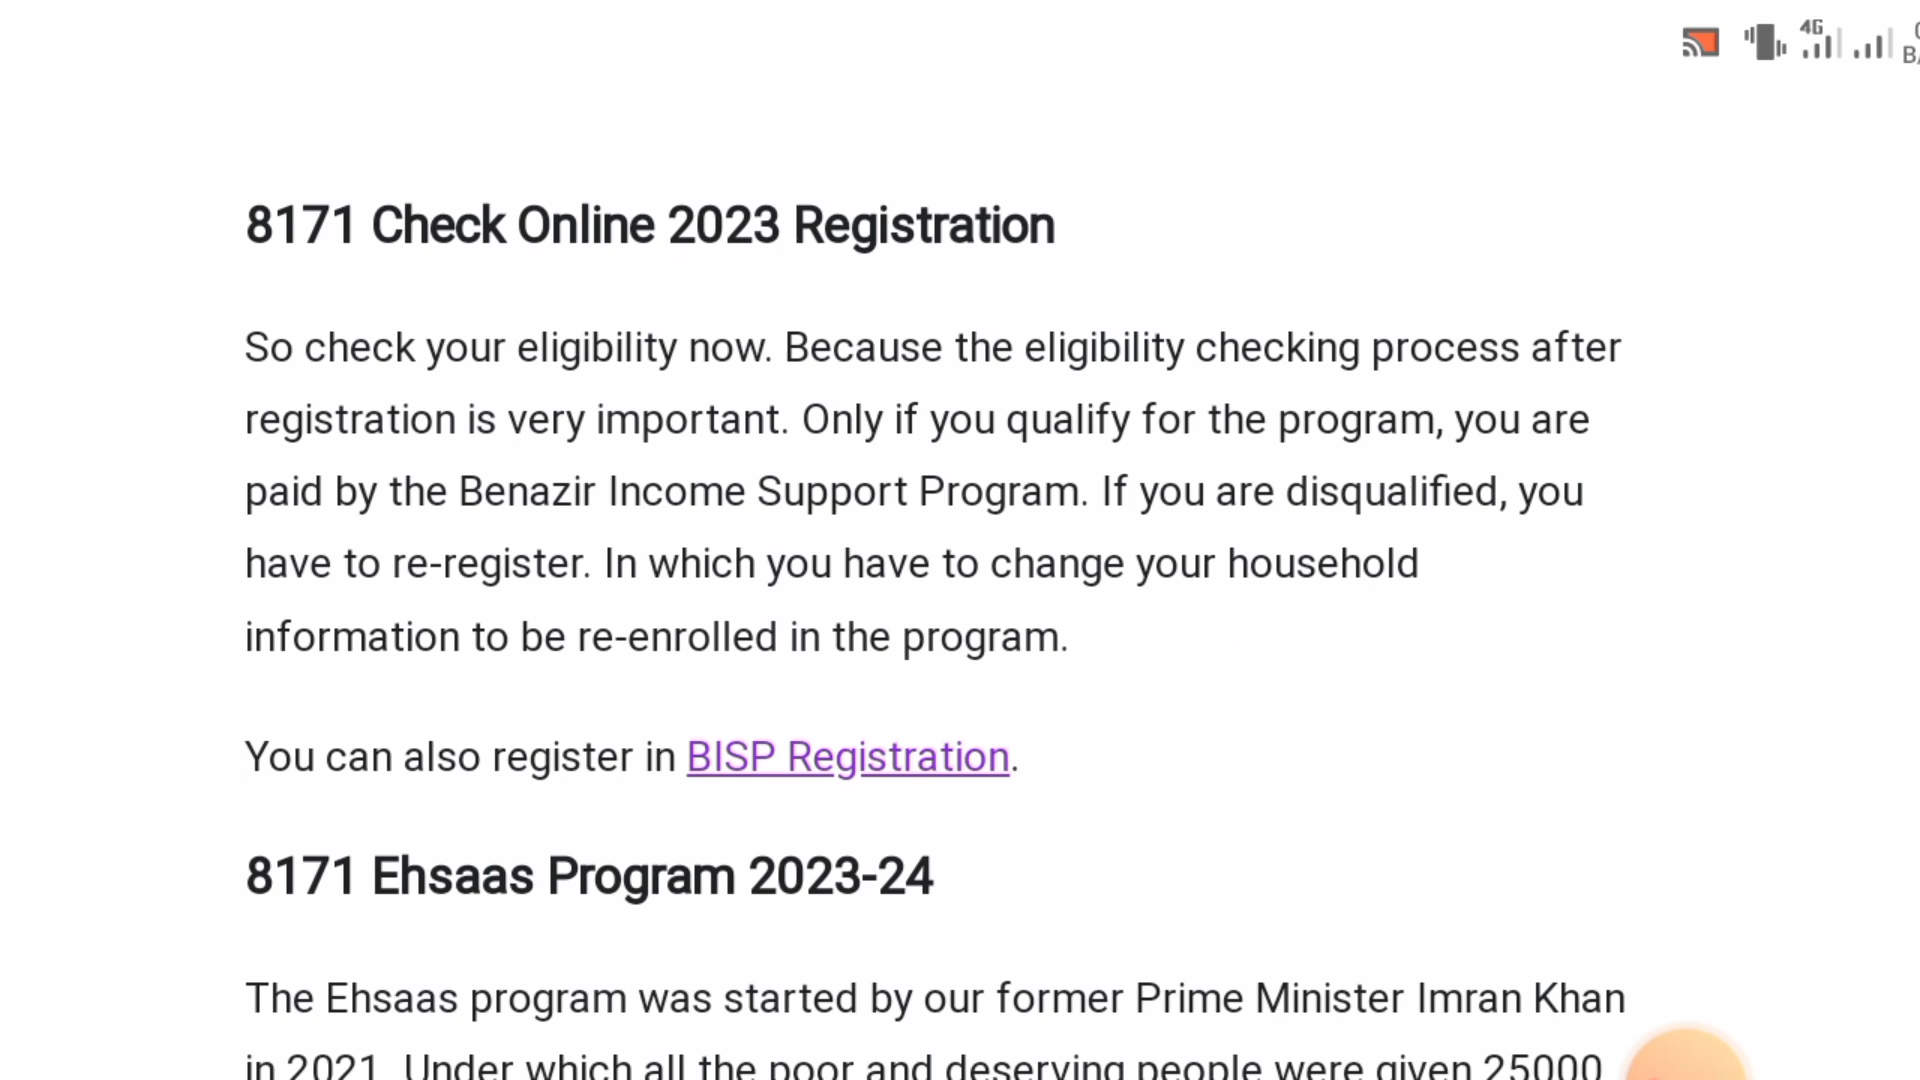 4G
8171 Check Online 2023 Registration
So check your eligibility now. Because the eligibility checking process after
registration is very important. Only if you qualify for the program, you are
paid by the Benazir Income Support Program. If you are disqualified, you
have to re-register. In which you have to change your household
information to be re-enrolled in the program.
You can also register in BISP Registration.
8171 Ehsaas Program 2023-24
The Ehsaas program was started by our former Prime Minister Imran Khan
in 2021. Under which all the poor and deserving people were given 25000